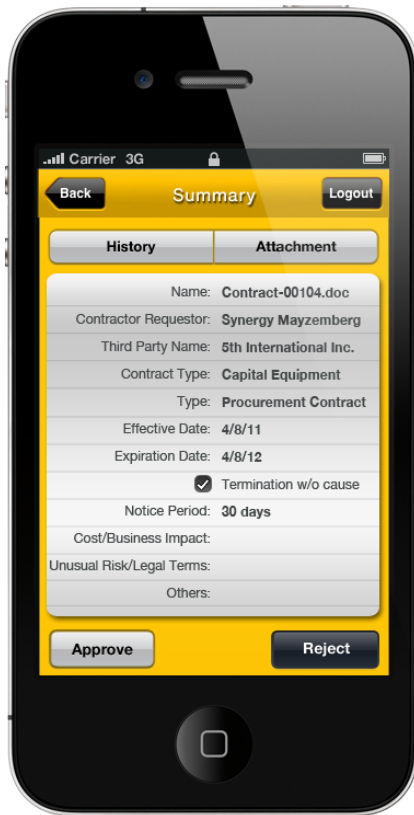 Carrier 3G
Back Summary Logout
History Attachment
Name: Contract-00104.doc
Contractor Requestor: Synergy Mayzemberg
Third Party Name: 5th International Inc.
Contract Type: Capital Equipment
Type: Procurement Contract
Effective Date: 4/8/11
Expiration Date: 4/8/12
Termination w/o cause
Notice Period: 30 days
Cost/Business Impact:
Unusual Risk/Legal Terms:
Others:
Approve Reject